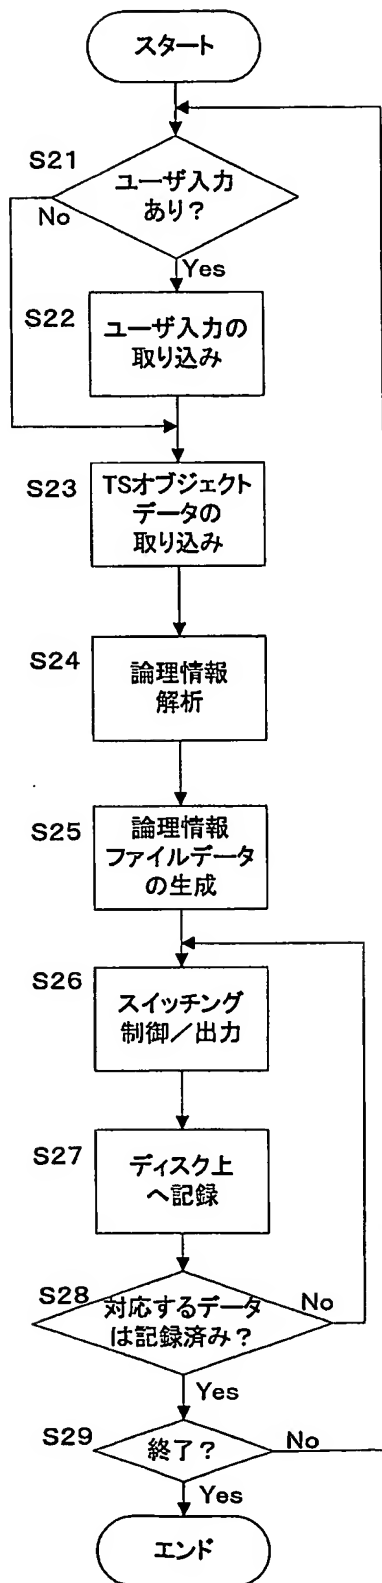 スタート
S21
ユーザ入力
あり?
No
Yes
S22
ユーザ入力の
取り込み
S23
TSオブジェクト
データの
取り込み
S24
論理情報
解析
S25
論理情報
ファイルデータ
の生成
S26
スイッチング
制御/出力
S27
ディスク上
へ記録
S28
対応するデータ
は記録済み?
No
Yes
S29
終了?
No
Yes
エンド